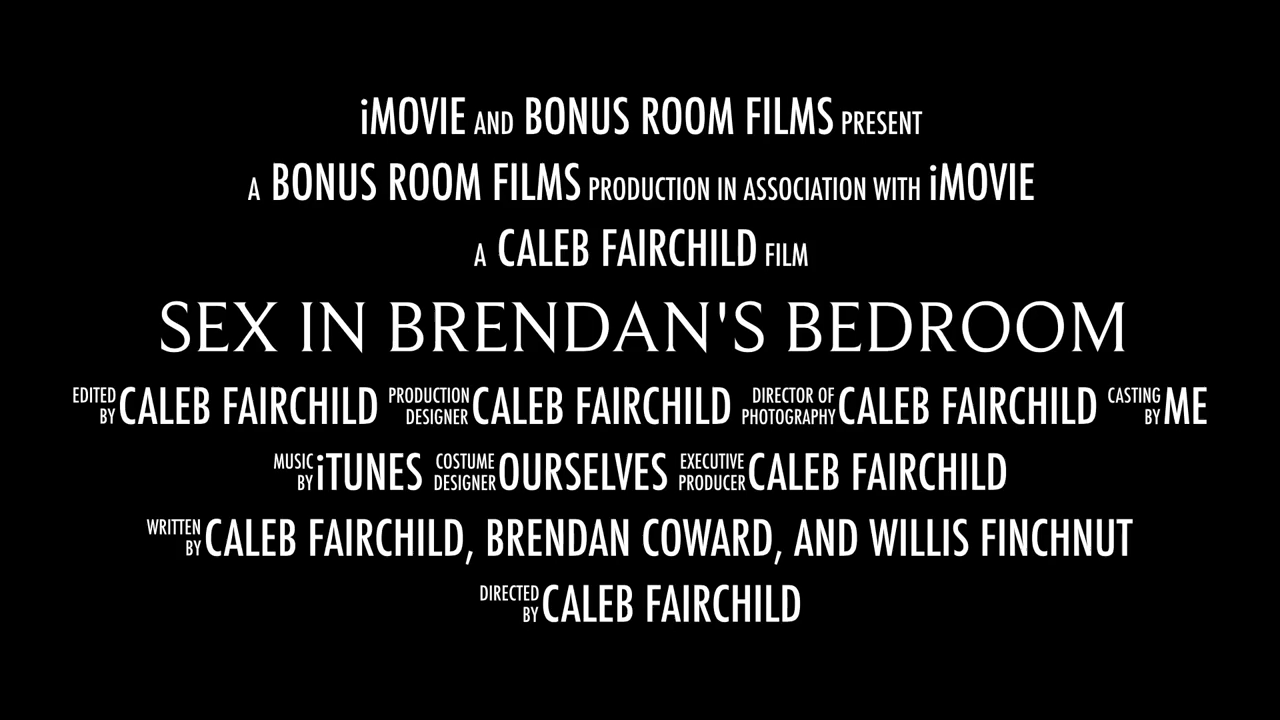 iMOVIE AND BONUS ROOM FILMS PRESENT
A BONUS ROOM FILMS PRODUCTION IN ASSOCIATION WITH iMOVIE
A CALEB FAIRCHILD FILM
SEX IN BRENDAN'S BEDROOM
EDITED BY CALEB FAIRCHILD PRODUCTION DESIGNER CALEB FAIRCHILD DIRECTOR OF PHOTOGRAPHY CALEB FAIRCHILD CASTING BY ME
MUSIC BY iTUNES COSTUME DESIGNER OURSELVES EXECUTIVE PRODUCER CALEB FAIRCHILD
WRITTEN BY CALEB FAIRCHILD, BRENDAN COWARD, AND WILLIS FINCHNUT
DIRECTED BY CALEB FAIRCHILD